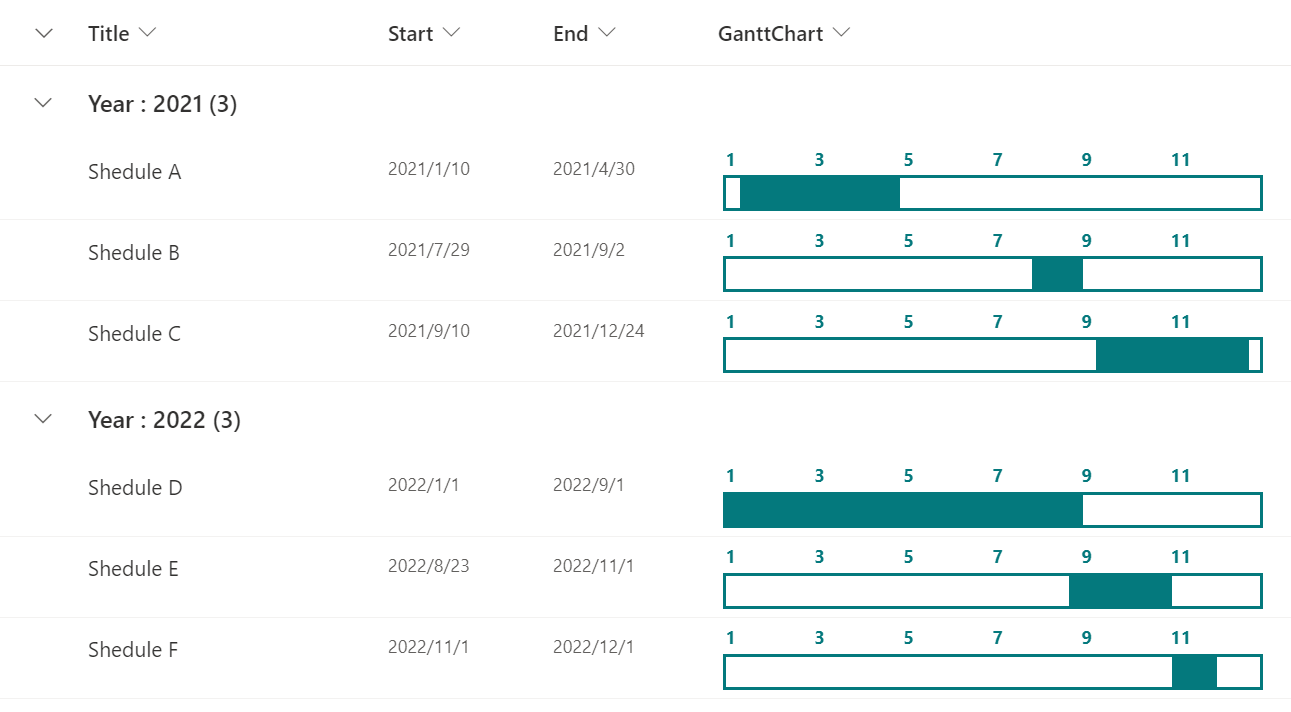 Title Start End GanttChart
Year : 2021 (3)
1 3 5 7 9 11
Shedule A 2021/1/10 2021/4/30
1 3 5 7 9 11
Shedule B 2021/7/29 2021/9/2
1 3 5 7 9 11
Shedule C 2021/9/10 2021/12/24
Year : 2022 (3)
1 3 5 7 9 11
Shedule D 2022/1/1 2022/9/1
1 3 5 7 9 11
Shedule E 2022/8/23 2022/11/1
1 3 5 7 9 11
Shedule F 2022/11/1 2022/12/1